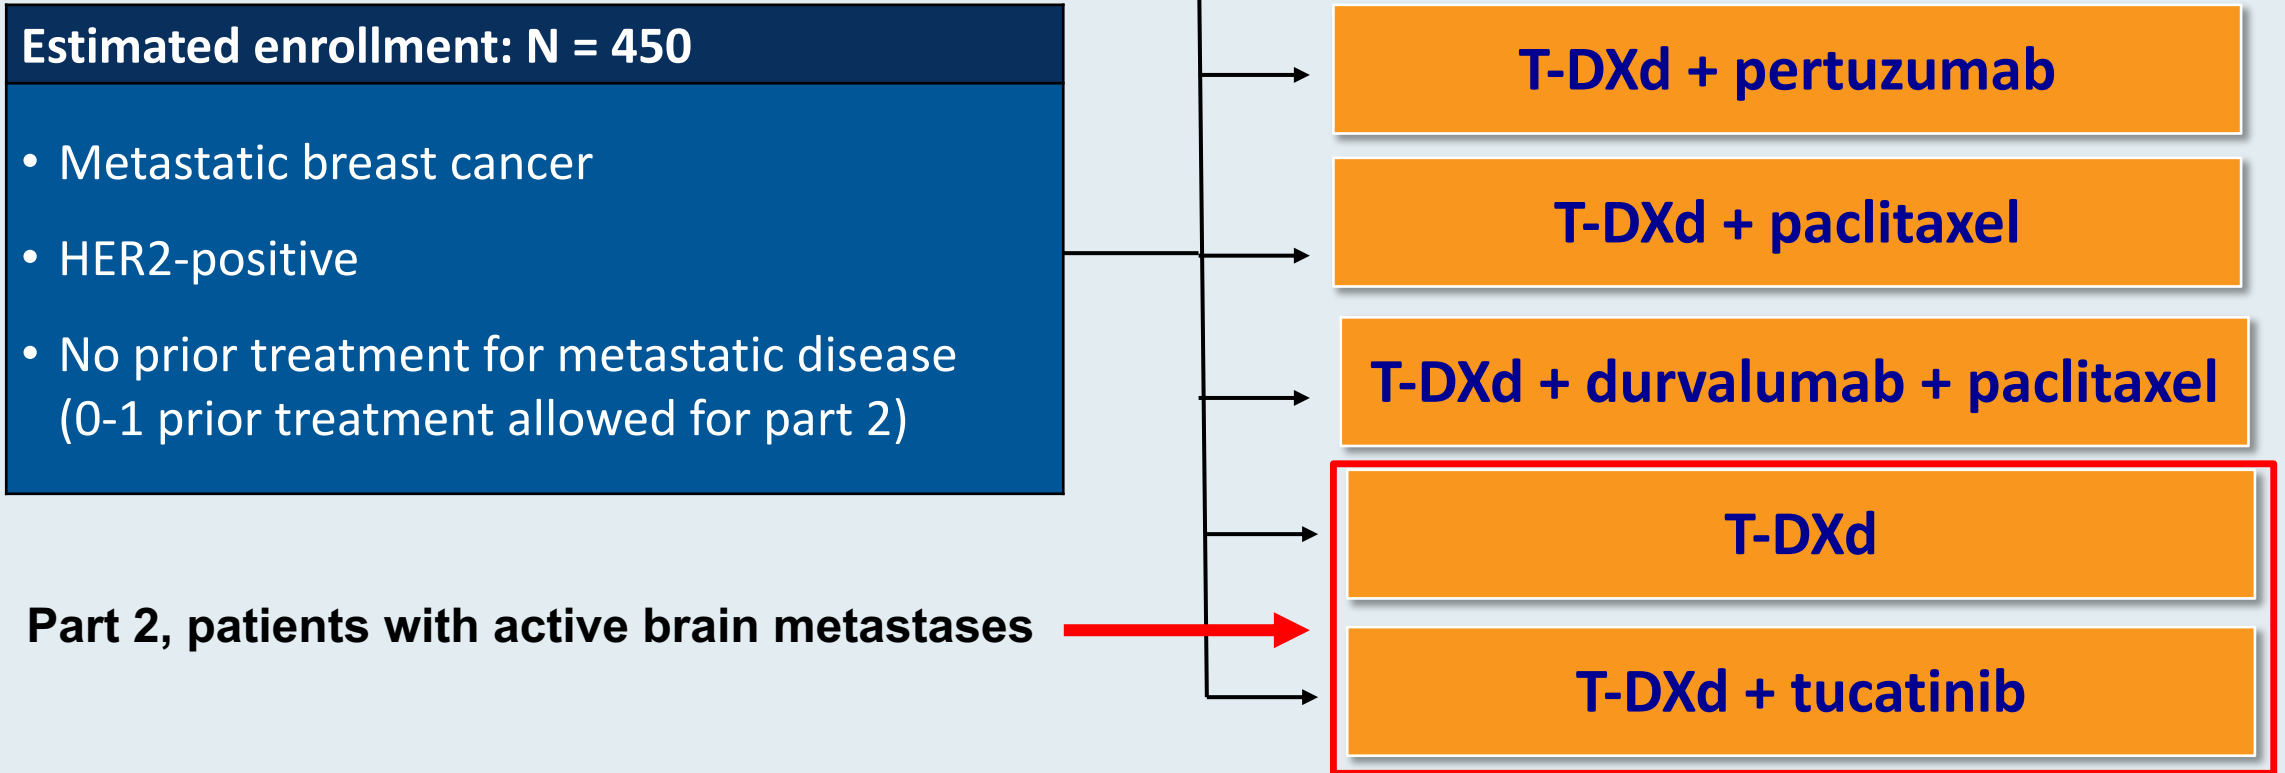 Estimated enrollment: N = 450
• Metastatic breast cancer
• HER2-positive
• No prior treatment for metastatic disease
(0-1 prior treatment allowed for part 2)
Part 2, patients with active brain metastases
T-DXd + pertuzumab
T-DXd + paclitaxel
T-DXd + durvalumab + paclitaxel
T-DXd
T-DXd + tucatinib